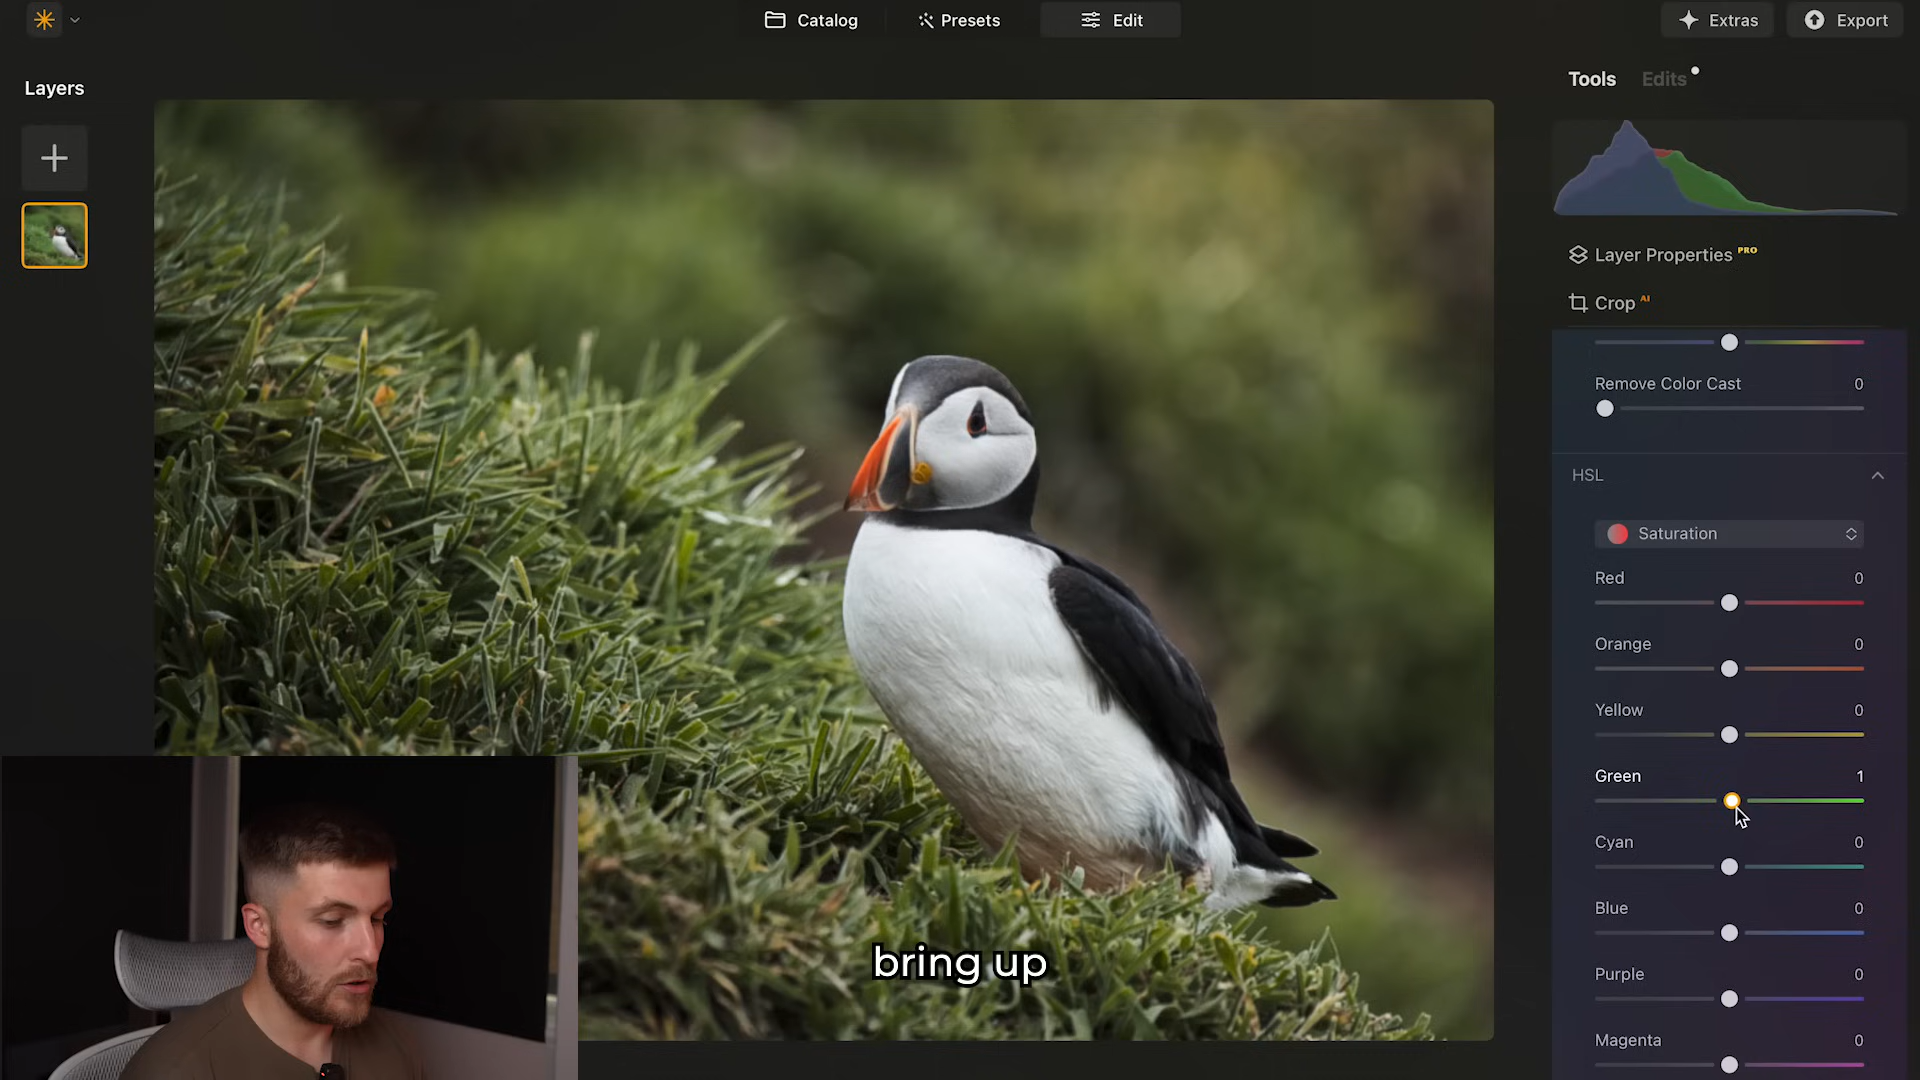 Catalog
Presets
Edit
Extras
Export
Layers
Tools
Edits
Layer Properties PRO
Crop AI
Remove Color Cast 0
HSL
Saturation
Red 0
Orange 0
Yellow 0
Green 1
Cyan 0
Blue 0
Purple 0
Magenta 0
bring up